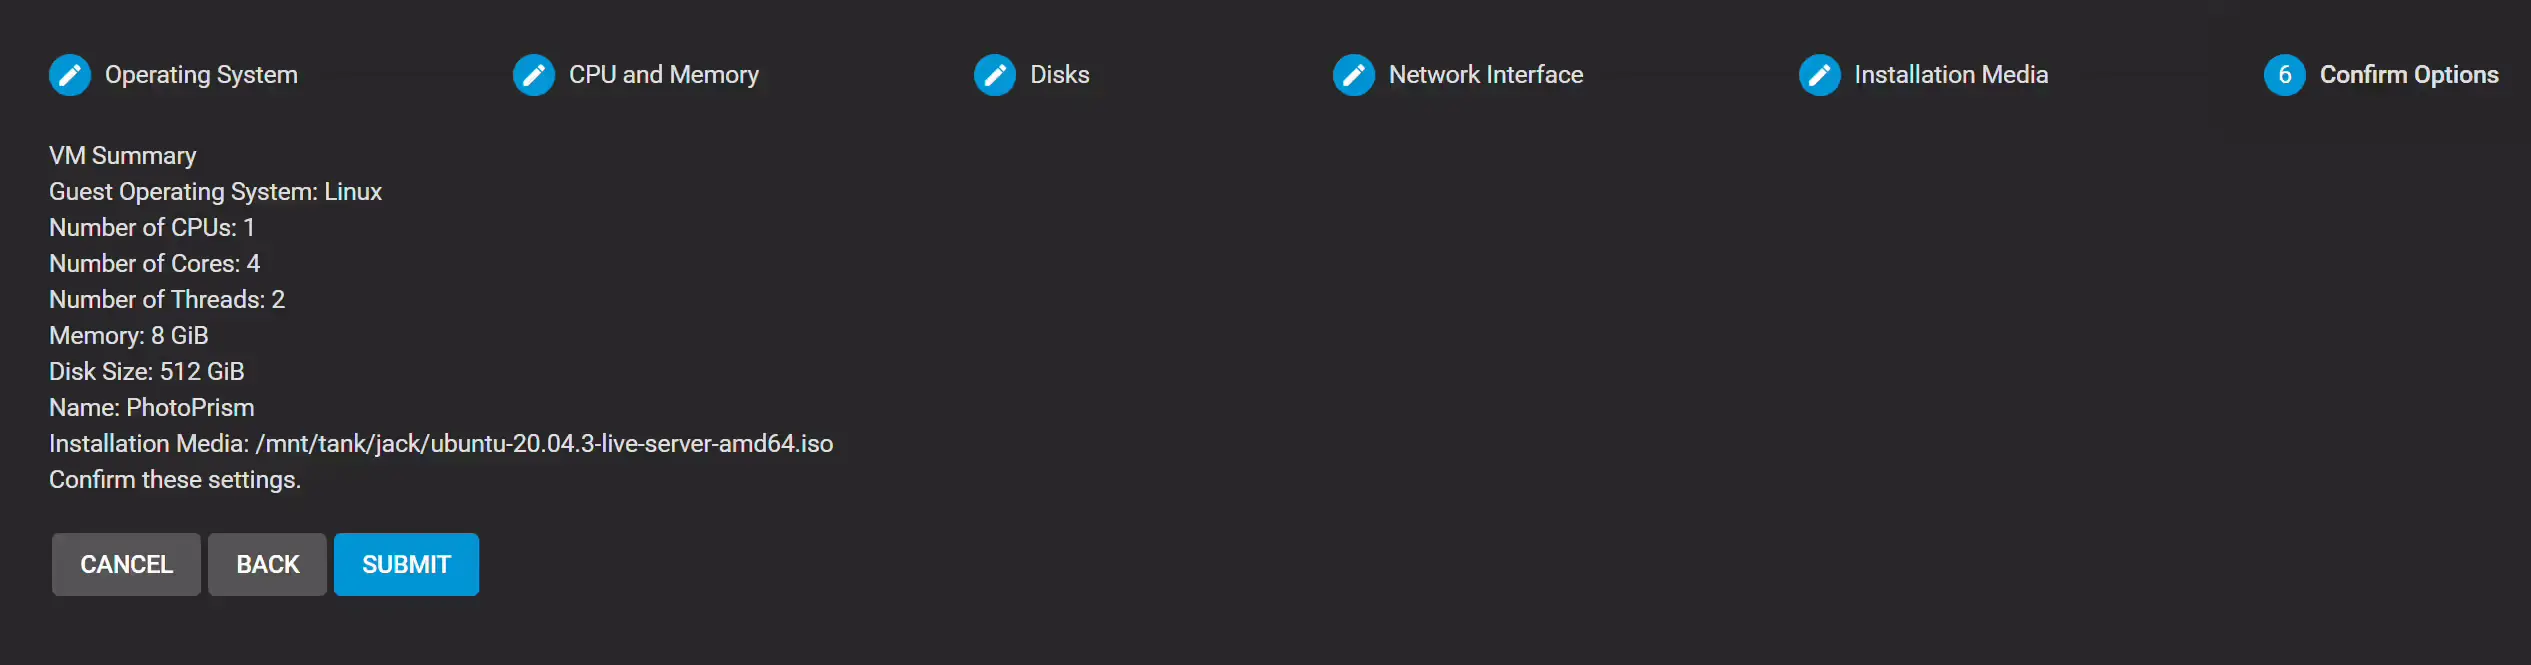 Operating System CPU and Memory Disks Network Interface Installation Media 6 Confirm Options
VM Summary
Guest Operating System: Linux
Number of CPUs: 1
Number of Cores: 4
Number of Threads: 2
Memory: 8 GiB
Disk Size: 512 GiB
Name: PhotoPrism
Installation Media: /mnt/tank/jack/ubuntu-20.04.3-live-server-amd64.iso
Confirm these settings.
CANCEL BACK SUBMIT